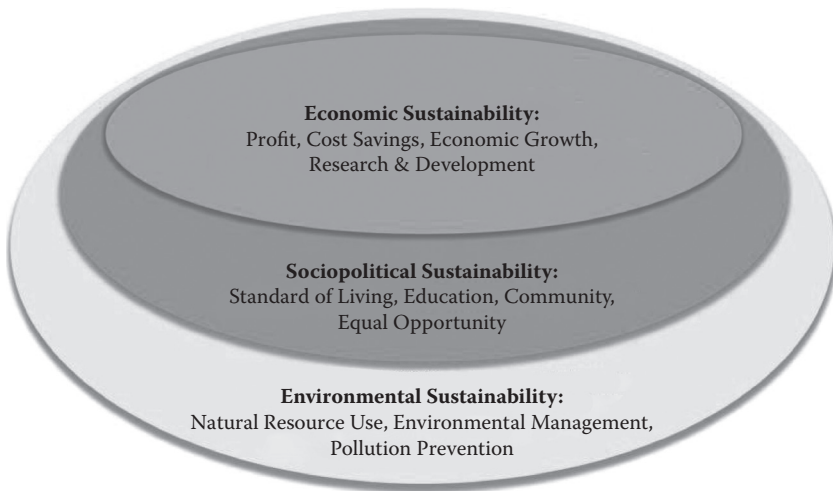 Economic Sustainability:
Profit, Cost Savings, Economic Growth,
Research & Development
Sociopolitical Sustainability:
Standard of Living, Education, Community,
Equal Opportunity
Environmental Sustainability:
Natural Resource Use, Environmental Management,
Pollution Prevention